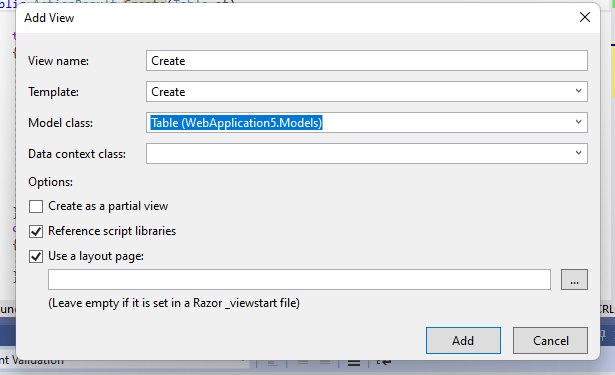 Add View
View name:
Create
Template:
Create
Model class:
Table (WebApplication5.Models)
Data context class:
Options:
Create as a partial view
Reference script libraries
Use a layout page:
...
(Leave empty if it is set in a Razor _viewstart file)
Add
Cancel
nt Validation